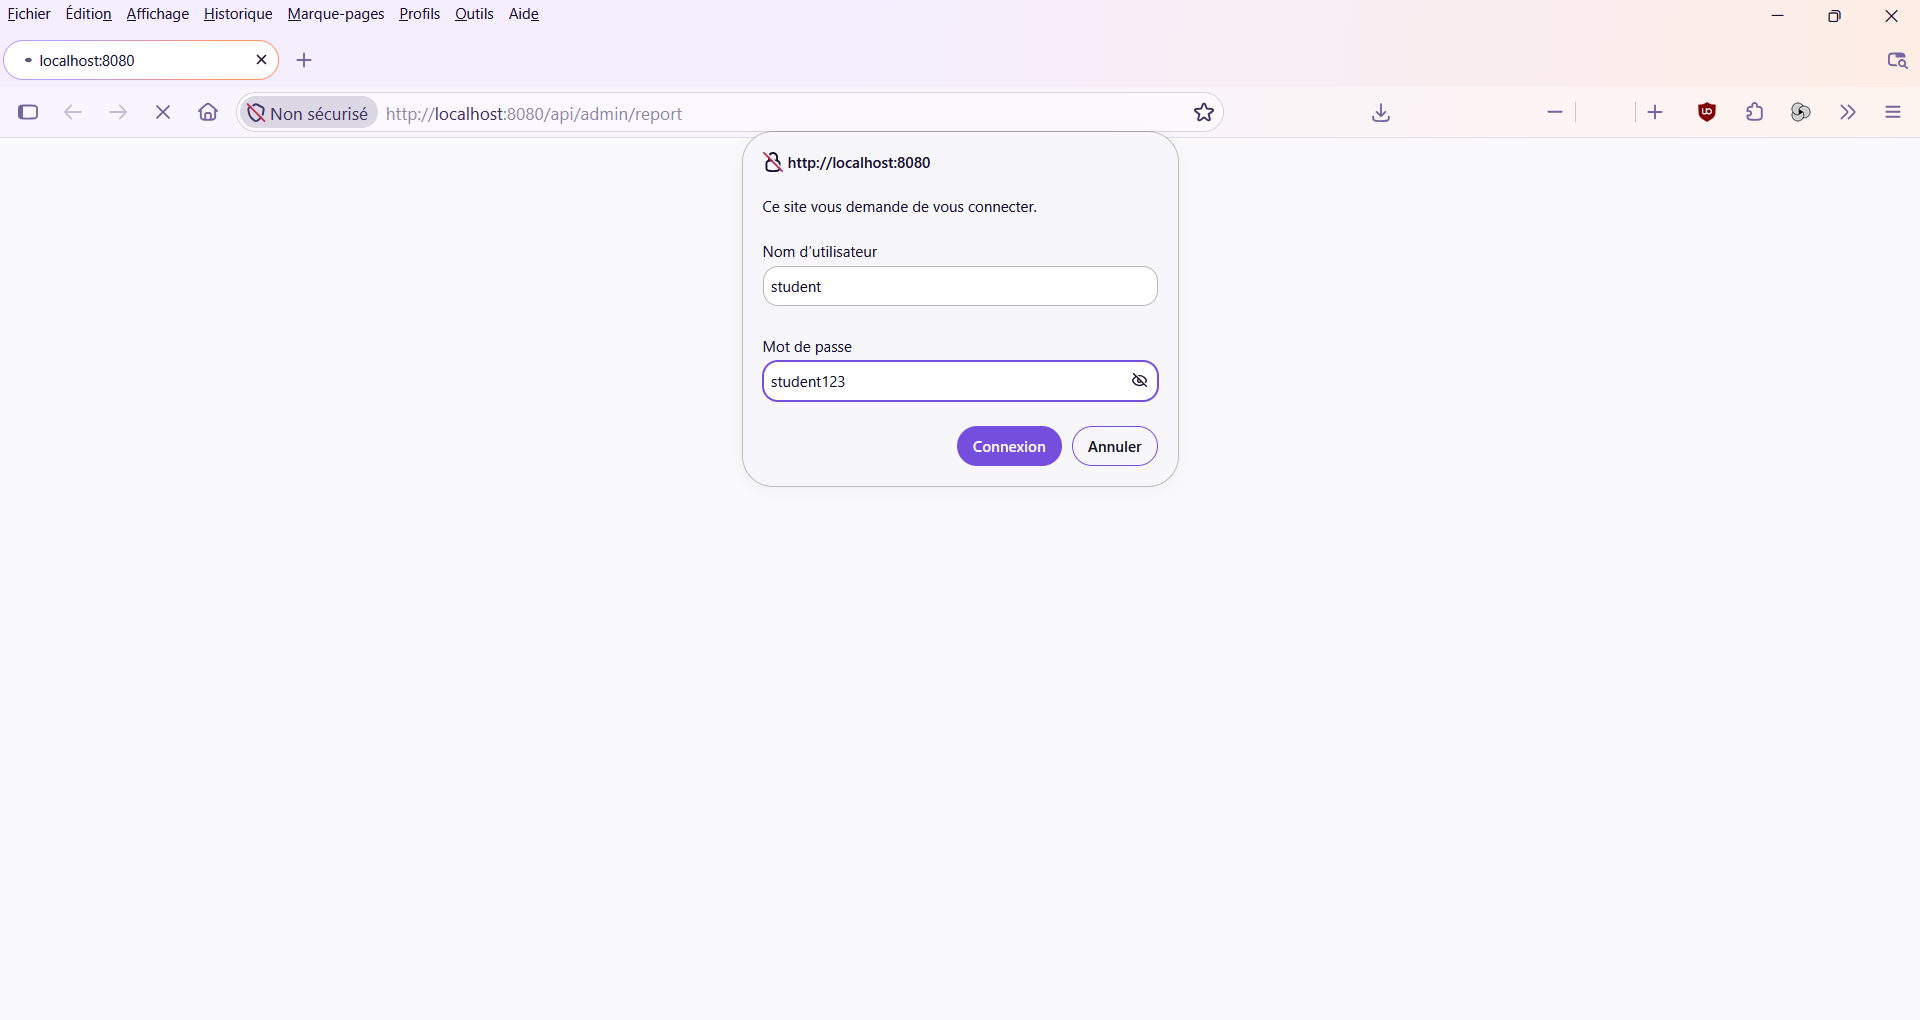 Fichier Édition Affichage Historique Marque-pages Profils Outils Aide
localhost:8080
Non sécurisé http://localhost:8080/api/admin/report
http://localhost:8080
Ce site vous demande de vous connecter.
Nom d’utilisateur
student
Mot de passe
student123
Connexion Annuler